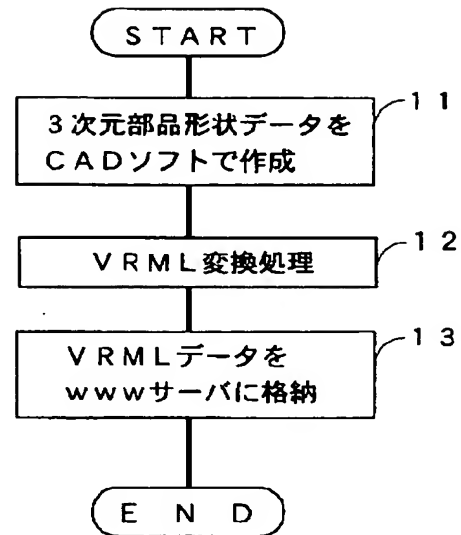 ＳＴＡＲＴ
１１
３次元部品形状データを
ＣＡＤソフトで作成
１２
ＶＲＭＬ変換処理
１３
ＶＲＭＬデータを
ｗｗｗサーバに格納
ＥＮＤ